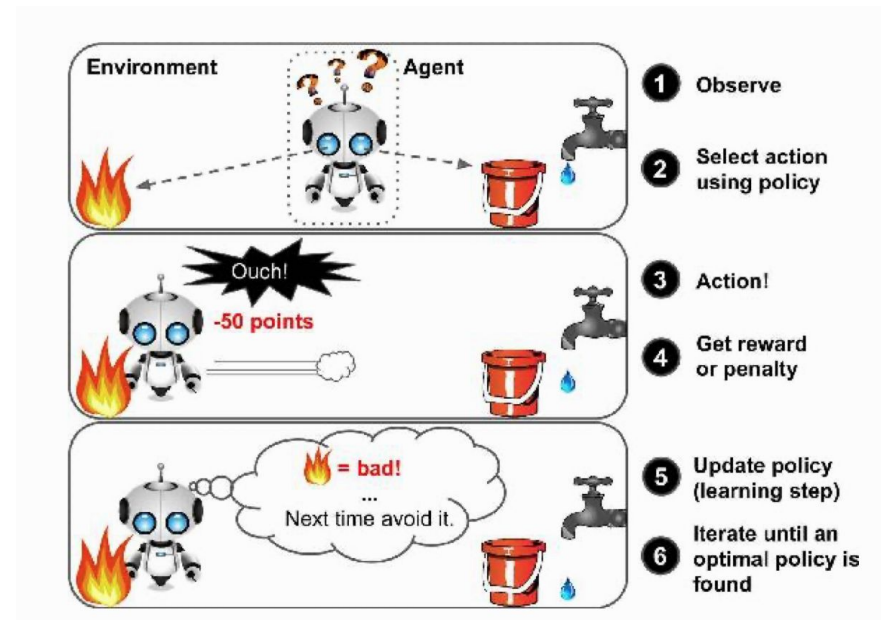 Environment
Agent
? ? ?
1 Observe
2 Select action
using policy
Ouch!
-50 points
3 Action!
4 Get reward
or penalty
= bad!
...
Next time avoid it.
5 Update policy
(learning step)
6 Iterate until an
optimal policy is
found